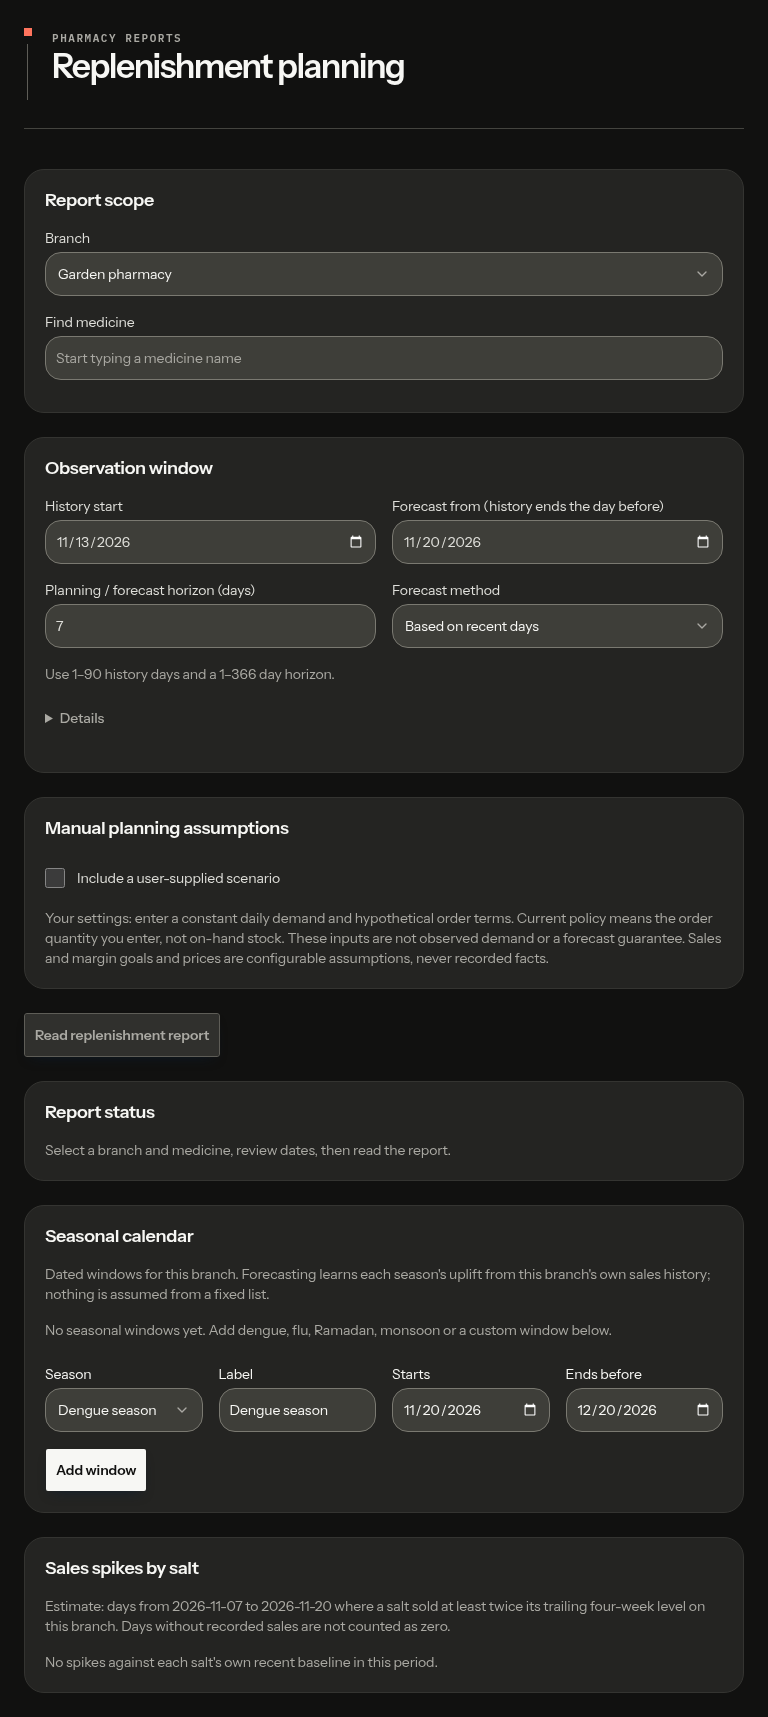 PHARMACY REPORTS
Replenishment planning
Report scope
Branch
Garden pharmacy
Find medicine
Start typing a medicine name
Observation window
History start
Forecast from (history ends the day before)
11/13/2026
11/20/2026
Planning / forecast horizon (days)
Forecast method
7
Based on recent days
Use 1–90 history days and a 1–366 day horizon.
Details
Manual planning assumptions
Include a user-supplied scenario
Your settings: enter a constant daily demand and hypothetical order terms. Current policy means the order
quantity you enter, not on-hand stock. These inputs are not observed demand or a forecast guarantee. Sales
and margin goals and prices are configurable assumptions, never recorded facts.
Read replenishment report
Report status
Select a branch and medicine, review dates, then read the report.
Seasonal calendar
Dated windows for this branch. Forecasting learns each season's uplift from this branch's own sales history;
nothing is assumed from a fixed list.
No seasonal windows yet. Add dengue, flu, Ramadan, monsoon or a custom window below.
Season
Label
Starts
Ends before
Dengue season
Dengue season
11/20/2026
12/20/2026
Add window
Sales spikes by salt
Estimate: days from 2026-11-07 to 2026-11-20 where a salt sold at least twice its trailing four-week level on
this branch. Days without recorded sales are not counted as zero.
No spikes against each salt's own recent baseline in this period.